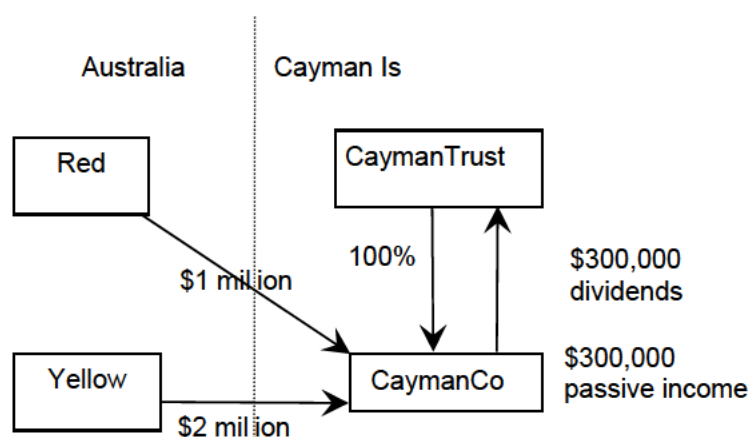 Australia
Cayman Is
Red
CaymanTrust
$1 million
100%
$300,000
dividends
Yellow
CaymanCo
$300,000
passive income
$2 million